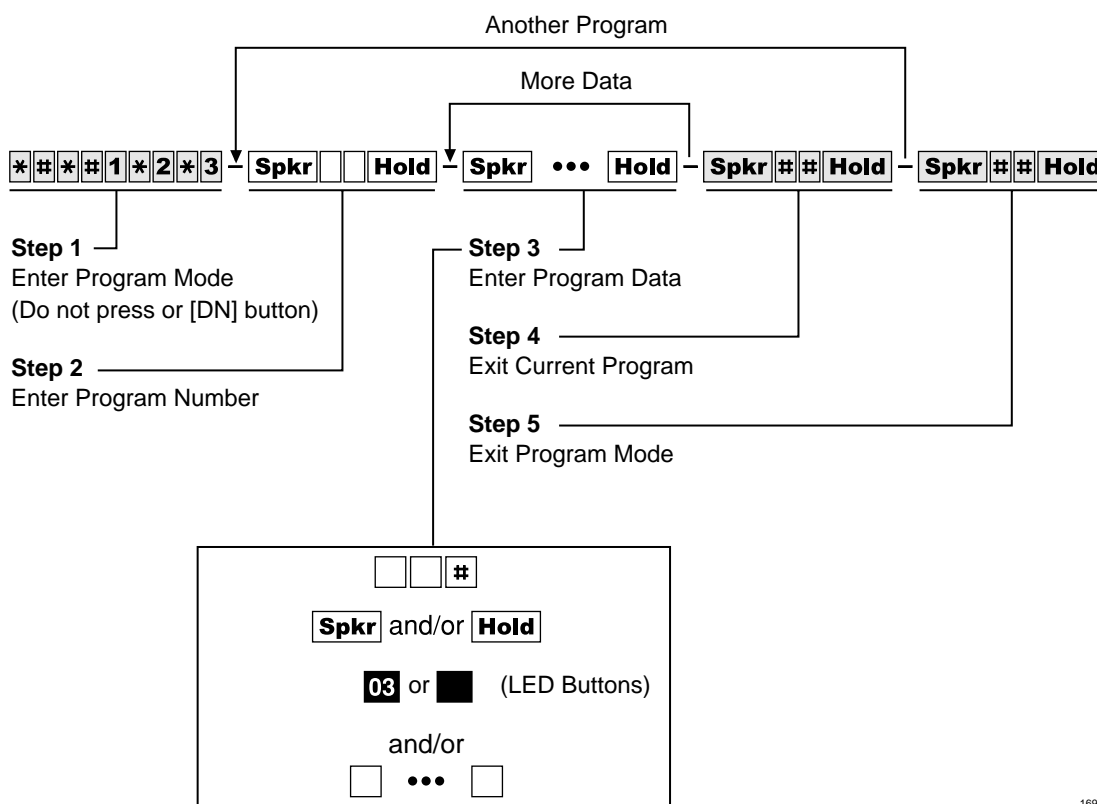 Another Program
More Data
*#*#1*2*3 – Spkr Hold – Spkr ••• Hold – Spkr ## Hold – Spkr ## Hold
Step 1
Enter Program Mode
(Do not press or [DN] button)
Step 2
Enter Program Number
Step 3
Enter Program Data
Step 4
Exit Current Program
Step 5
Exit Program Mode
#
Spkr and/or Hold
03 or (LED Buttons)
and/or
•••
169